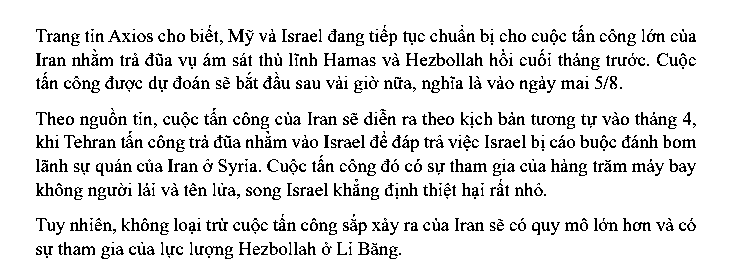 Trang tin Axios cho biết, Mỹ và Israel đang tiếp tục chuẩn bị cho cuộc tấn công lớn của
Iran nhằm trả đũa vụ ám sát thủ lĩnh Hamas và Hezbollah hồi cuối tháng trước. Cuộc
tấn công được dự đoán sẽ bắt đầu sau vài giờ nữa, nghĩa là vào ngày mai 5/8.
Theo nguồn tin, cuộc tấn công của Iran sẽ diễn ra theo kịch bản tương tự vào tháng 4,
khi Tehran tấn công trả đũa nhằm vào Israel để đáp trả việc Israel bị cáo buộc đánh bom
lãnh sự quán của Iran ở Syria. Cuộc tấn công đó có sự tham gia của hàng trăm máy bay
không người lái và tên lửa, song Israel khẳng định thiệt hại rất nhỏ.
Tuy nhiên, không loại trừ cuộc tấn công sắp xảy ra của Iran sẽ có quy mô lớn hơn và có
sự tham gia của lực lượng Hezbollah ở Li Băng.